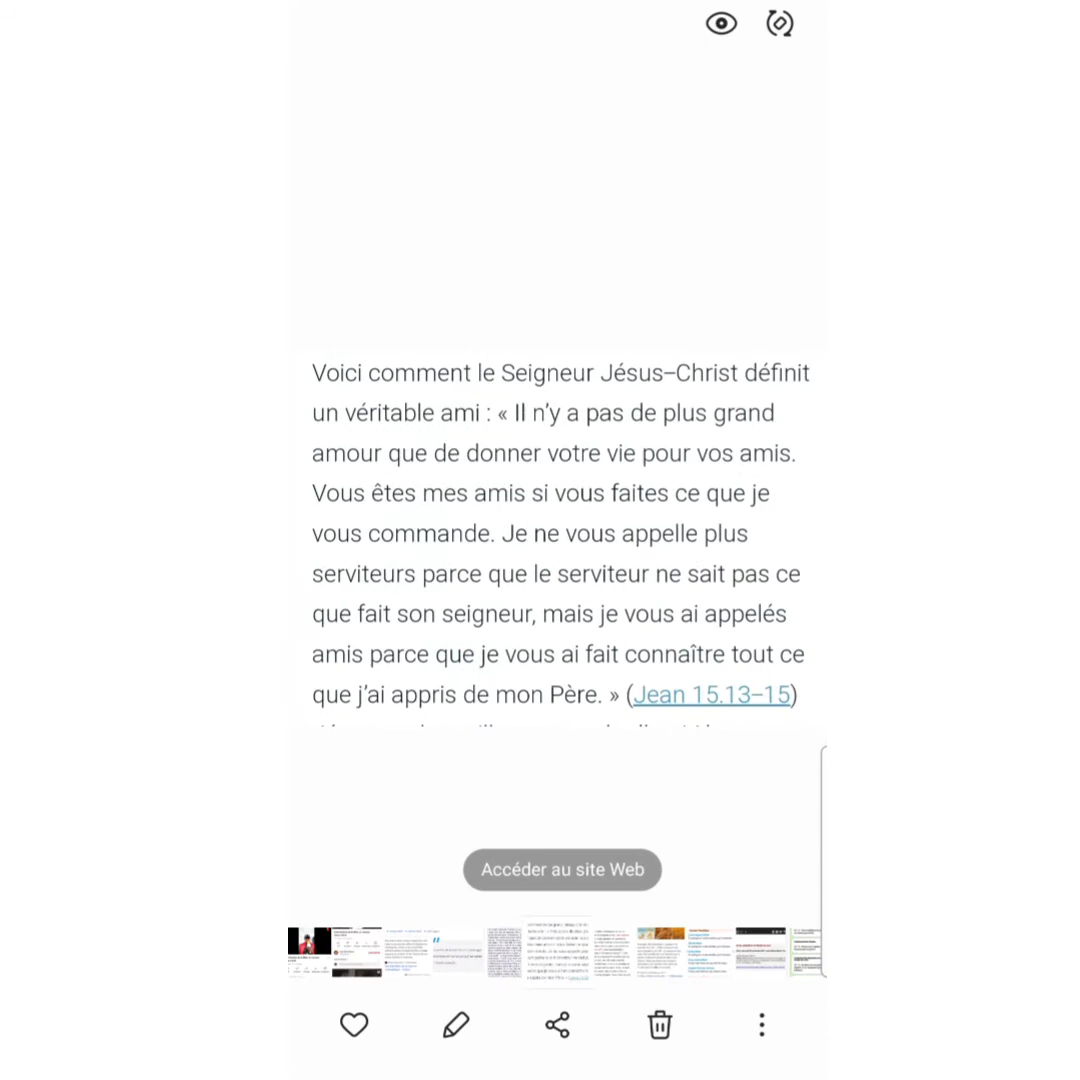 Voici comment le Seigneur Jésus–Christ définit
un véritable ami : « Il n’y a pas de plus grand
amour que de donner votre vie pour vos amis.
Vous êtes mes amis si vous faites ce que je
vous commande. Je ne vous appelle plus
serviteurs parce que le serviteur ne sait pas ce
que fait son seigneur, mais je vous ai appelés
amis parce que je vous ai fait connaître tout ce
que j’ai appris de mon Père. » (Jean 15.13–15)
Accéder au site Web